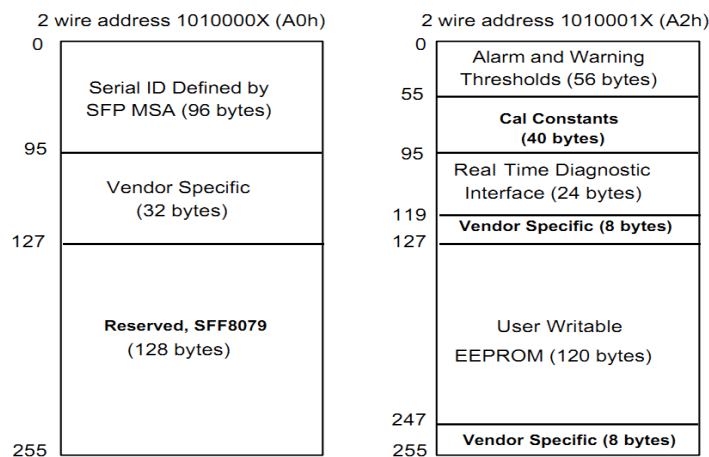 2 wire address 1010000X (A0h)
0
Serial ID Defined by
SFP MSA (96 bytes)
95
Vendor Specific
(32 bytes)
127
Reserved, SFF8079
(128 bytes)
255
2 wire address 1010001X (A2h)
0
Alarm and Warning
Thresholds (56 bytes)
55
Cal Constants
(40 bytes)
95
Real Time Diagnostic
Interface (24 bytes)
119
Vendor Specific (8 bytes)
127
User Writable
EEPROM (120 bytes)
247
Vendor Specific (8 bytes)
255